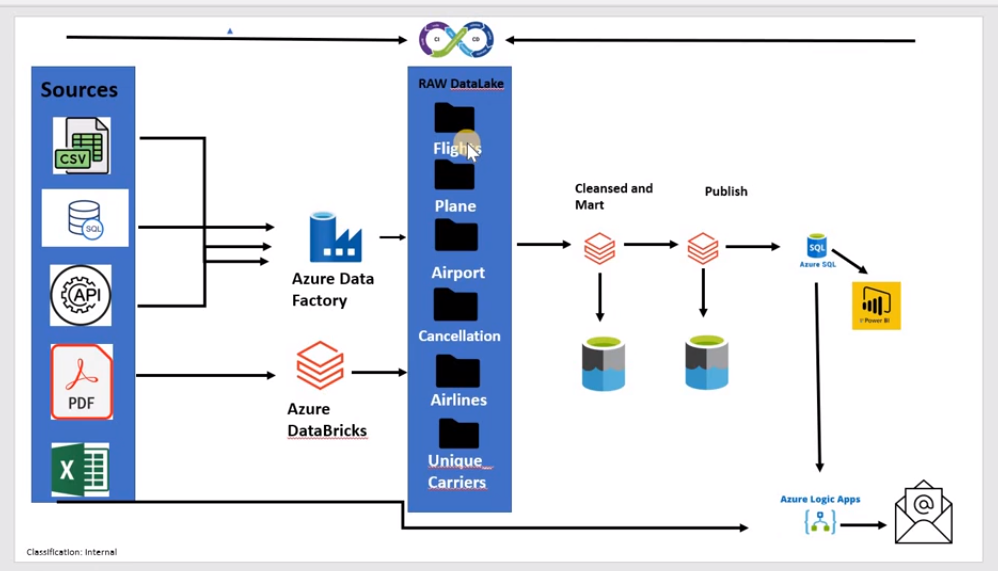 CI
CD
Sources
RAW DataLake
CSV
Flights
SQL
Plane
Cleansed and
Mart
Publish
Airport
SQL
Azure SQL
Azure Data
Factory
API
Power BI
Cancellation
PDF
Airlines
Azure
DataBricks
X
Unique
Carriers
Azure Logic Apps
@
Classification: Internal